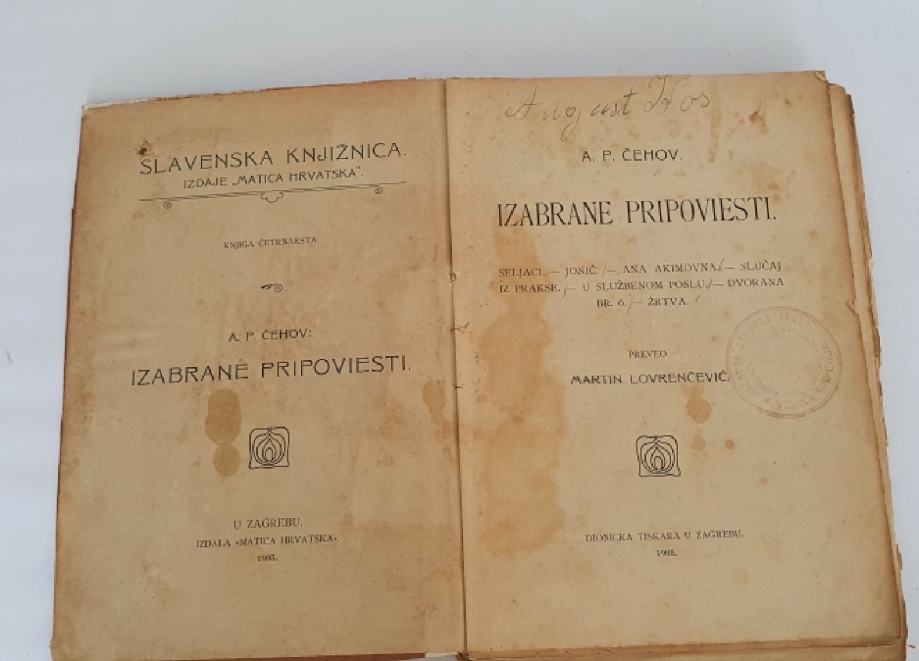 SLAVENSKA KNJIŽNICA.
IZDAJE „MATICA HRVATSKA“.
KNJIGA ČETRNAESTA
A. P. ČEHOV:
IZABRANE PRIPOVIESTI.
U ZAGREBU.
IZDALA »MATICA HRVATSKA«
1905.
August Kos
A. P. ČEHOV.
IZABRANE PRIPOVIESTI.
SELJACI. — JONIČ. — ANA AKIMOVNA. — SLUČAJ
IZ PRAKSE. — U SLUŽBENOM POSLU. — DVORANA
BR. 6. — ŽRTVA.
PREVEO
MARTIN LOVRENČEVIĆ.
DIONIČKA TISKARA U ZAGREBU.
1905.